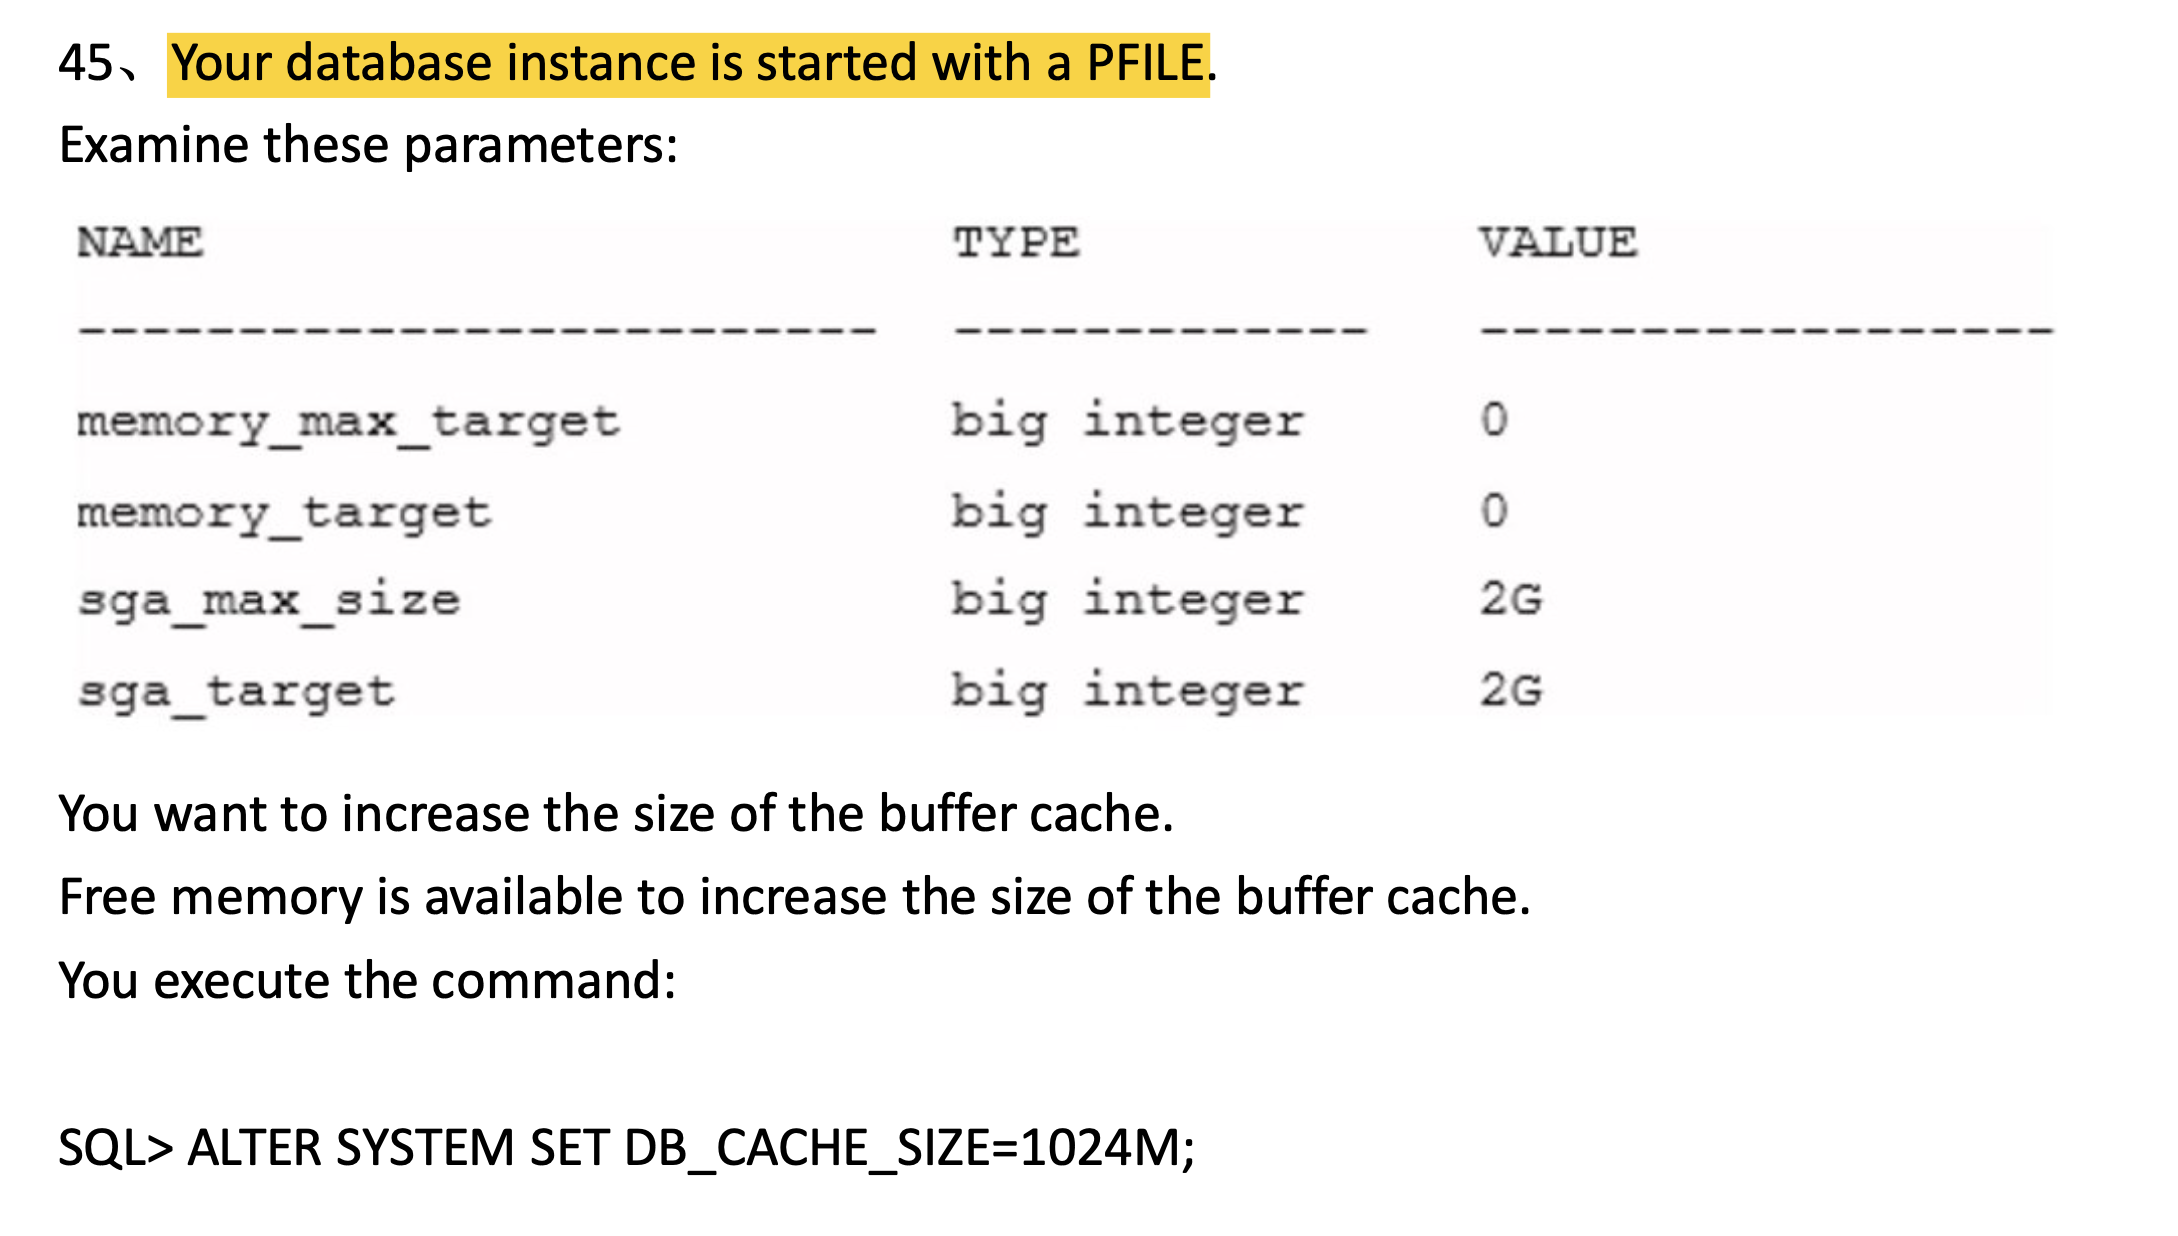 45、Your database instance is started with a PFILE.
Examine these parameters:
NAME TYPE VALUE
------------------------- ------------- ------------------
memory_max_target big integer 0
memory_target big integer 0
sga_max_size big integer 2G
sga_target big integer 2G
You want to increase the size of the buffer cache.
Free memory is available to increase the size of the buffer cache.
You execute the command:
SQL> ALTER SYSTEM SET DB_CACHE_SIZE=1024M;